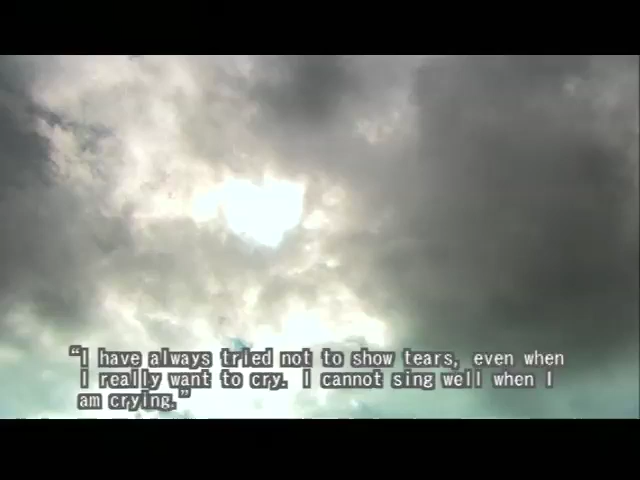 “I have always tried not to show tears, even when
I really want to cry. I cannot sing well when I
am crying.”